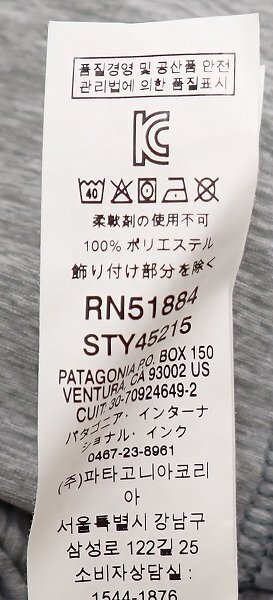 품질경영 및 공산품 안전
관리법에 의한 품질표시
40
柔軟剤の使用不可
100% ポリエステル
飾り付け部分を除く
RN51884
STY45215
PATAGONIA P.O. BOX 150
VENTURA, CA 93002 US
CUIT: 30-70924649-2
パタゴニア・インターナ
ショナル・インク
0467-23-8961
(주)파타고니아코리
아
서울특별시 강남구
삼성로 122길 25
소비자상담실 :
1544-1876